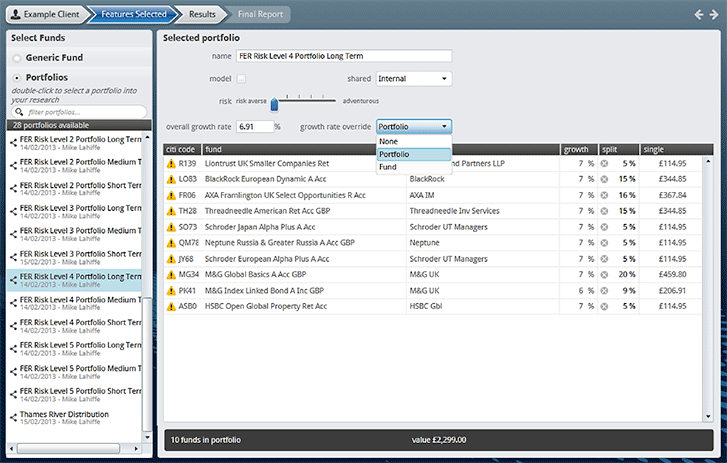 Example Client
Features Selected
Results
Final Report
Select Funds
Generic Fund
Portfolios
double-click to select a portfolio into
your research
filter portfolios...
28 portfolios available
FER Risk Level 2 Portfolio Long Term
14/02/2013 - Mike Lahiffe
FER Risk Level 2 Portfolio Medium T
14/02/2013 - Mike Lahiffe
FER Risk Level 2 Portfolio Short Tern
14/02/2013 - Mike Lahiffe
FER Risk Level 3 Portfolio Long Term
14/02/2013 - Mike Lahiffe
FER Risk Level 3 Portfolio Medium T
14/02/2013 - Mike Lahiffe
FER Risk Level 3 Portfolio Short Tern
15/02/2013 - Mike Lahiffe
FER Risk Level 4 Portfolio Long Term
14/02/2013 - Mike Lahiffe
FER Risk Level 4 Portfolio Medium T
14/02/2013 - Mike Lahiffe
FER Risk Level 4 Portfolio Short Tern
14/02/2013 - Mike Lahiffe
FER Risk Level 5 Portfolio Long Term
14/02/2013 - Mike Lahiffe
FER Risk Level 5 Portfolio Medium T
14/02/2013 - Mike Lahiffe
FER Risk Level 5 Portfolio Short Tern
14/02/2013 - Mike Lahiffe
Thames River Distribution
15/02/2013 - Mike Lahiffe
Selected portfolio
name FER Risk Level 4 Portfolio Long Term
model shared Internal
risk risk averse adventurous
overall growth rate 6.91 % growth rate override Portfolio
None
Portfolio
Fund
citi code fund growth split single
R139 Liontrust UK Smaller Companies Ret nd Partners LLP 7 % 5 % £114.95
LO83 BlackRock European Dynamic A Acc BlackRock 7 % 15 % £344.85
FR06 AXA Framlington UK Select Opportunities R Acc AXA IM 7 % 16 % £367.84
TH28 Threadneedle American Ret Acc GBP Threadneedle Inv Services 7 % 15 % £344.85
SO73 Schroder Japan Alpha Plus A Acc Schroder UT Managers 7 % 5 % £114.95
QM78 Neptune Russia & Greater Russia A Acc GBP Neptune 7 % 5 % £114.95
JY68 Schroder European Alpha Plus A Acc Schroder UT Managers 7 % 5 % £114.95
MG34 M&G Global Basics A Acc GBP M&G UK 7 % 20 % £459.80
PK41 M&G Index Linked Bond A Inc GBP M&G UK 6 % 9 % £206.91
ASB0 HSBC Open Global Property Ret Acc HSBC Gbl 7 % 5 % £114.95
10 funds in portfolio value £2,299.00